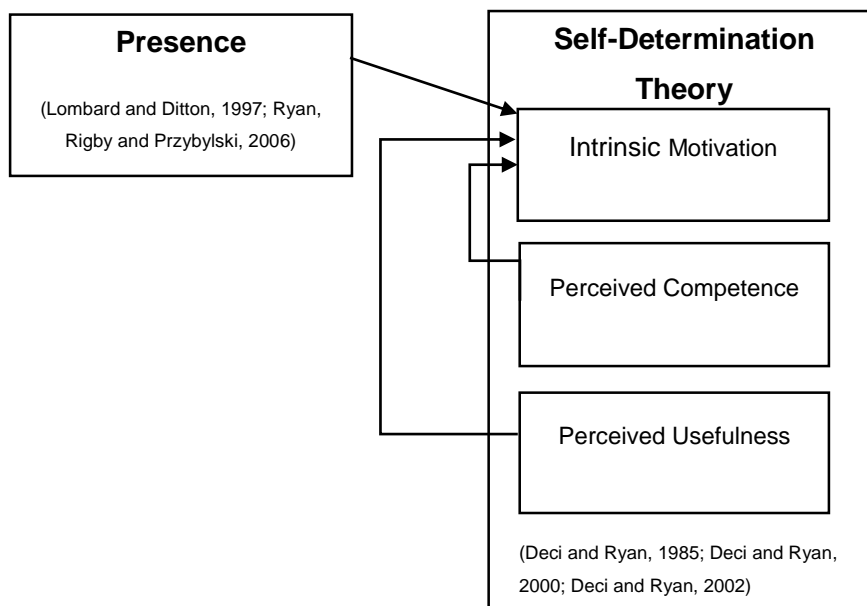 Presence
(Lombard and Ditton, 1997; Ryan,
Rigby and Przybylski, 2006)
Self-Determination
Theory
Intrinsic Motivation
Perceived Competence
Perceived Usefulness
(Deci and Ryan, 1985; Deci and Ryan,
2000; Deci and Ryan, 2002)